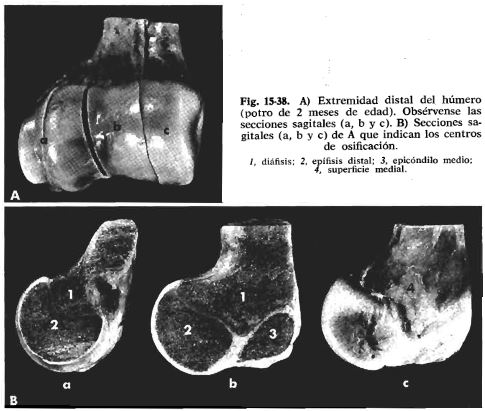 Fig. 15-38. A) Extremidad distal del húmero
(potro de 2 meses de edad). Obsérvense las
secciones sagitales (a, b y c). B) Secciones sa-
gitales (a, b y c) de A que indican los centros
de osificación.
1, diáfisis; 2, epífisis distal; 3, epicóndilo medio;
4, superficie medial.
a
b
c
A
1
2
1
2
3
4
B
a
b
c